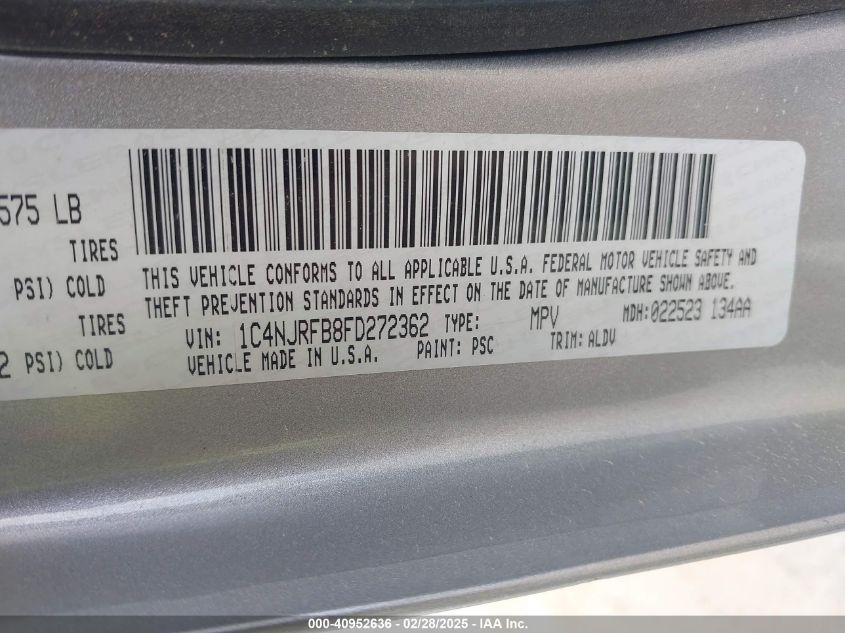 575 LB
TIRES
PSI) COLD
TIRES
2 PSI) COLD
THIS VEHICLE CONFORMS TO ALL APPLICABLE U.S.A. FEDERAL MOTOR VEHICLE SAFETY AND
THEFT PREVENTION STANDARDS IN EFFECT ON THE DATE OF MANUFACTURE SHOWN ABOVE.
VIN: 1C4NJRFB8FD272362 TYPE: MPV MDH:022523 134AA
VEHICLE MADE IN U.S.A. PAINT: PSC TRIM: ALDV
000-40952636 - 02/28/2025 - IAA Inc.